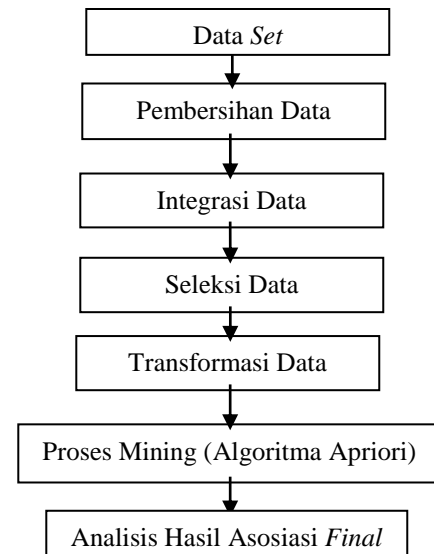 Data Set
Pembersihan Data
Integrasi Data
Seleksi Data
Transformasi Data
Proses Mining (Algoritma Apriori)
Analisis Hasil Asosiasi Final